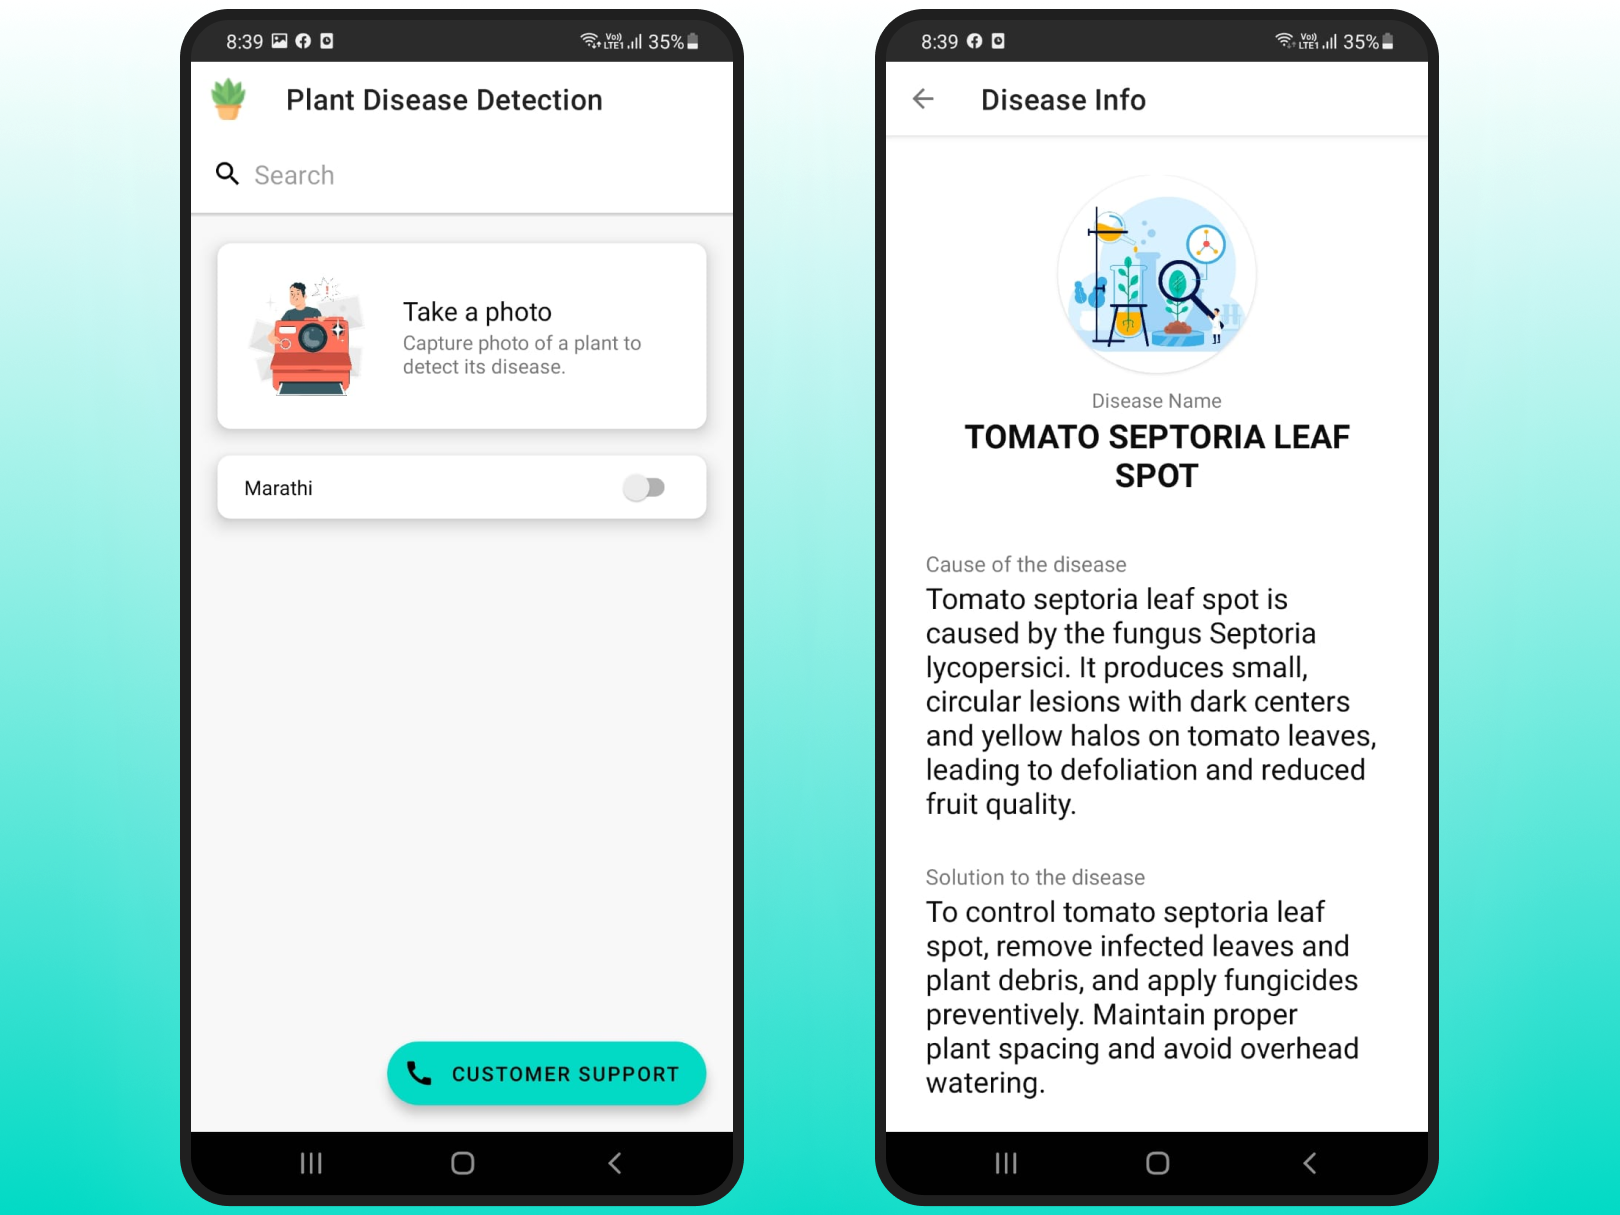 8:39
Vo))
LTE1
35%
Plant Disease Detection
Search
Take a photo
Capture photo of a plant to
detect its disease.
Marathi
CUSTOMER SUPPORT
8:39
Vo))
LTE1
35%
Disease Info
Disease Name
TOMATO SEPTORIA LEAF
SPOT
Cause of the disease
Tomato septoria leaf spot is
caused by the fungus Septoria
lycopersici. It produces small,
circular lesions with dark centers
and yellow halos on tomato leaves,
leading to defoliation and reduced
fruit quality.
Solution to the disease
To control tomato septoria leaf
spot, remove infected leaves and
plant debris, and apply fungicides
preventively. Maintain proper
plant spacing and avoid overhead
watering.